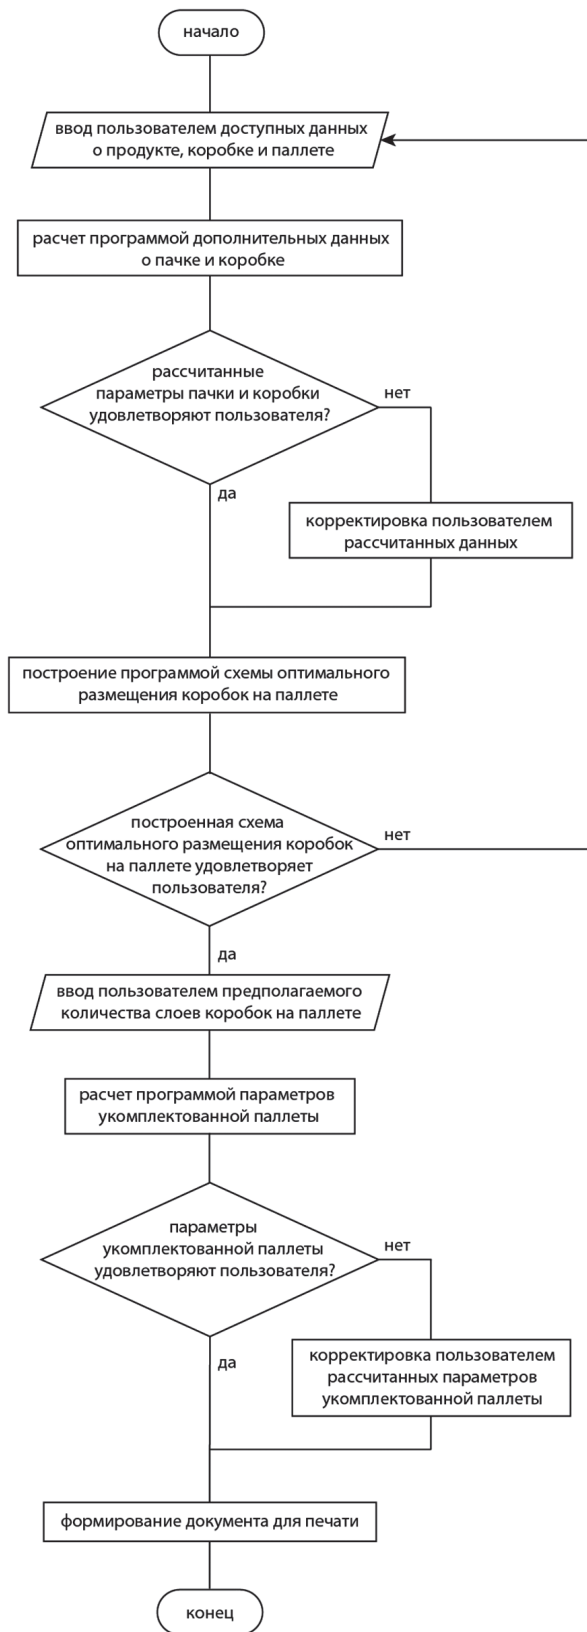 начало
ввод пользователем доступных данных
о продукте, коробке и паллете
расчет программой дополнительных данных
о пачке и коробке
рассчитанные
параметры пачки и коробки
удовлетворяют пользователя?
нет
да
корректировка пользователем
рассчитанных данных
построение программой схемы оптимального
размещения коробок на паллете
построенная схема
оптимального размещения коробок
на паллете удовлетворяет
пользователя?
нет
да
ввод пользователем предполагаемого
количества слоев коробок на паллете
расчет программой параметров
укомплектованной паллеты
параметры
укомплектованной паллеты
удовлетворяют пользователя?
нет
да
корректировка пользователем
рассчитанных параметров
укомплектованной паллеты
формирование документа для печати
конец